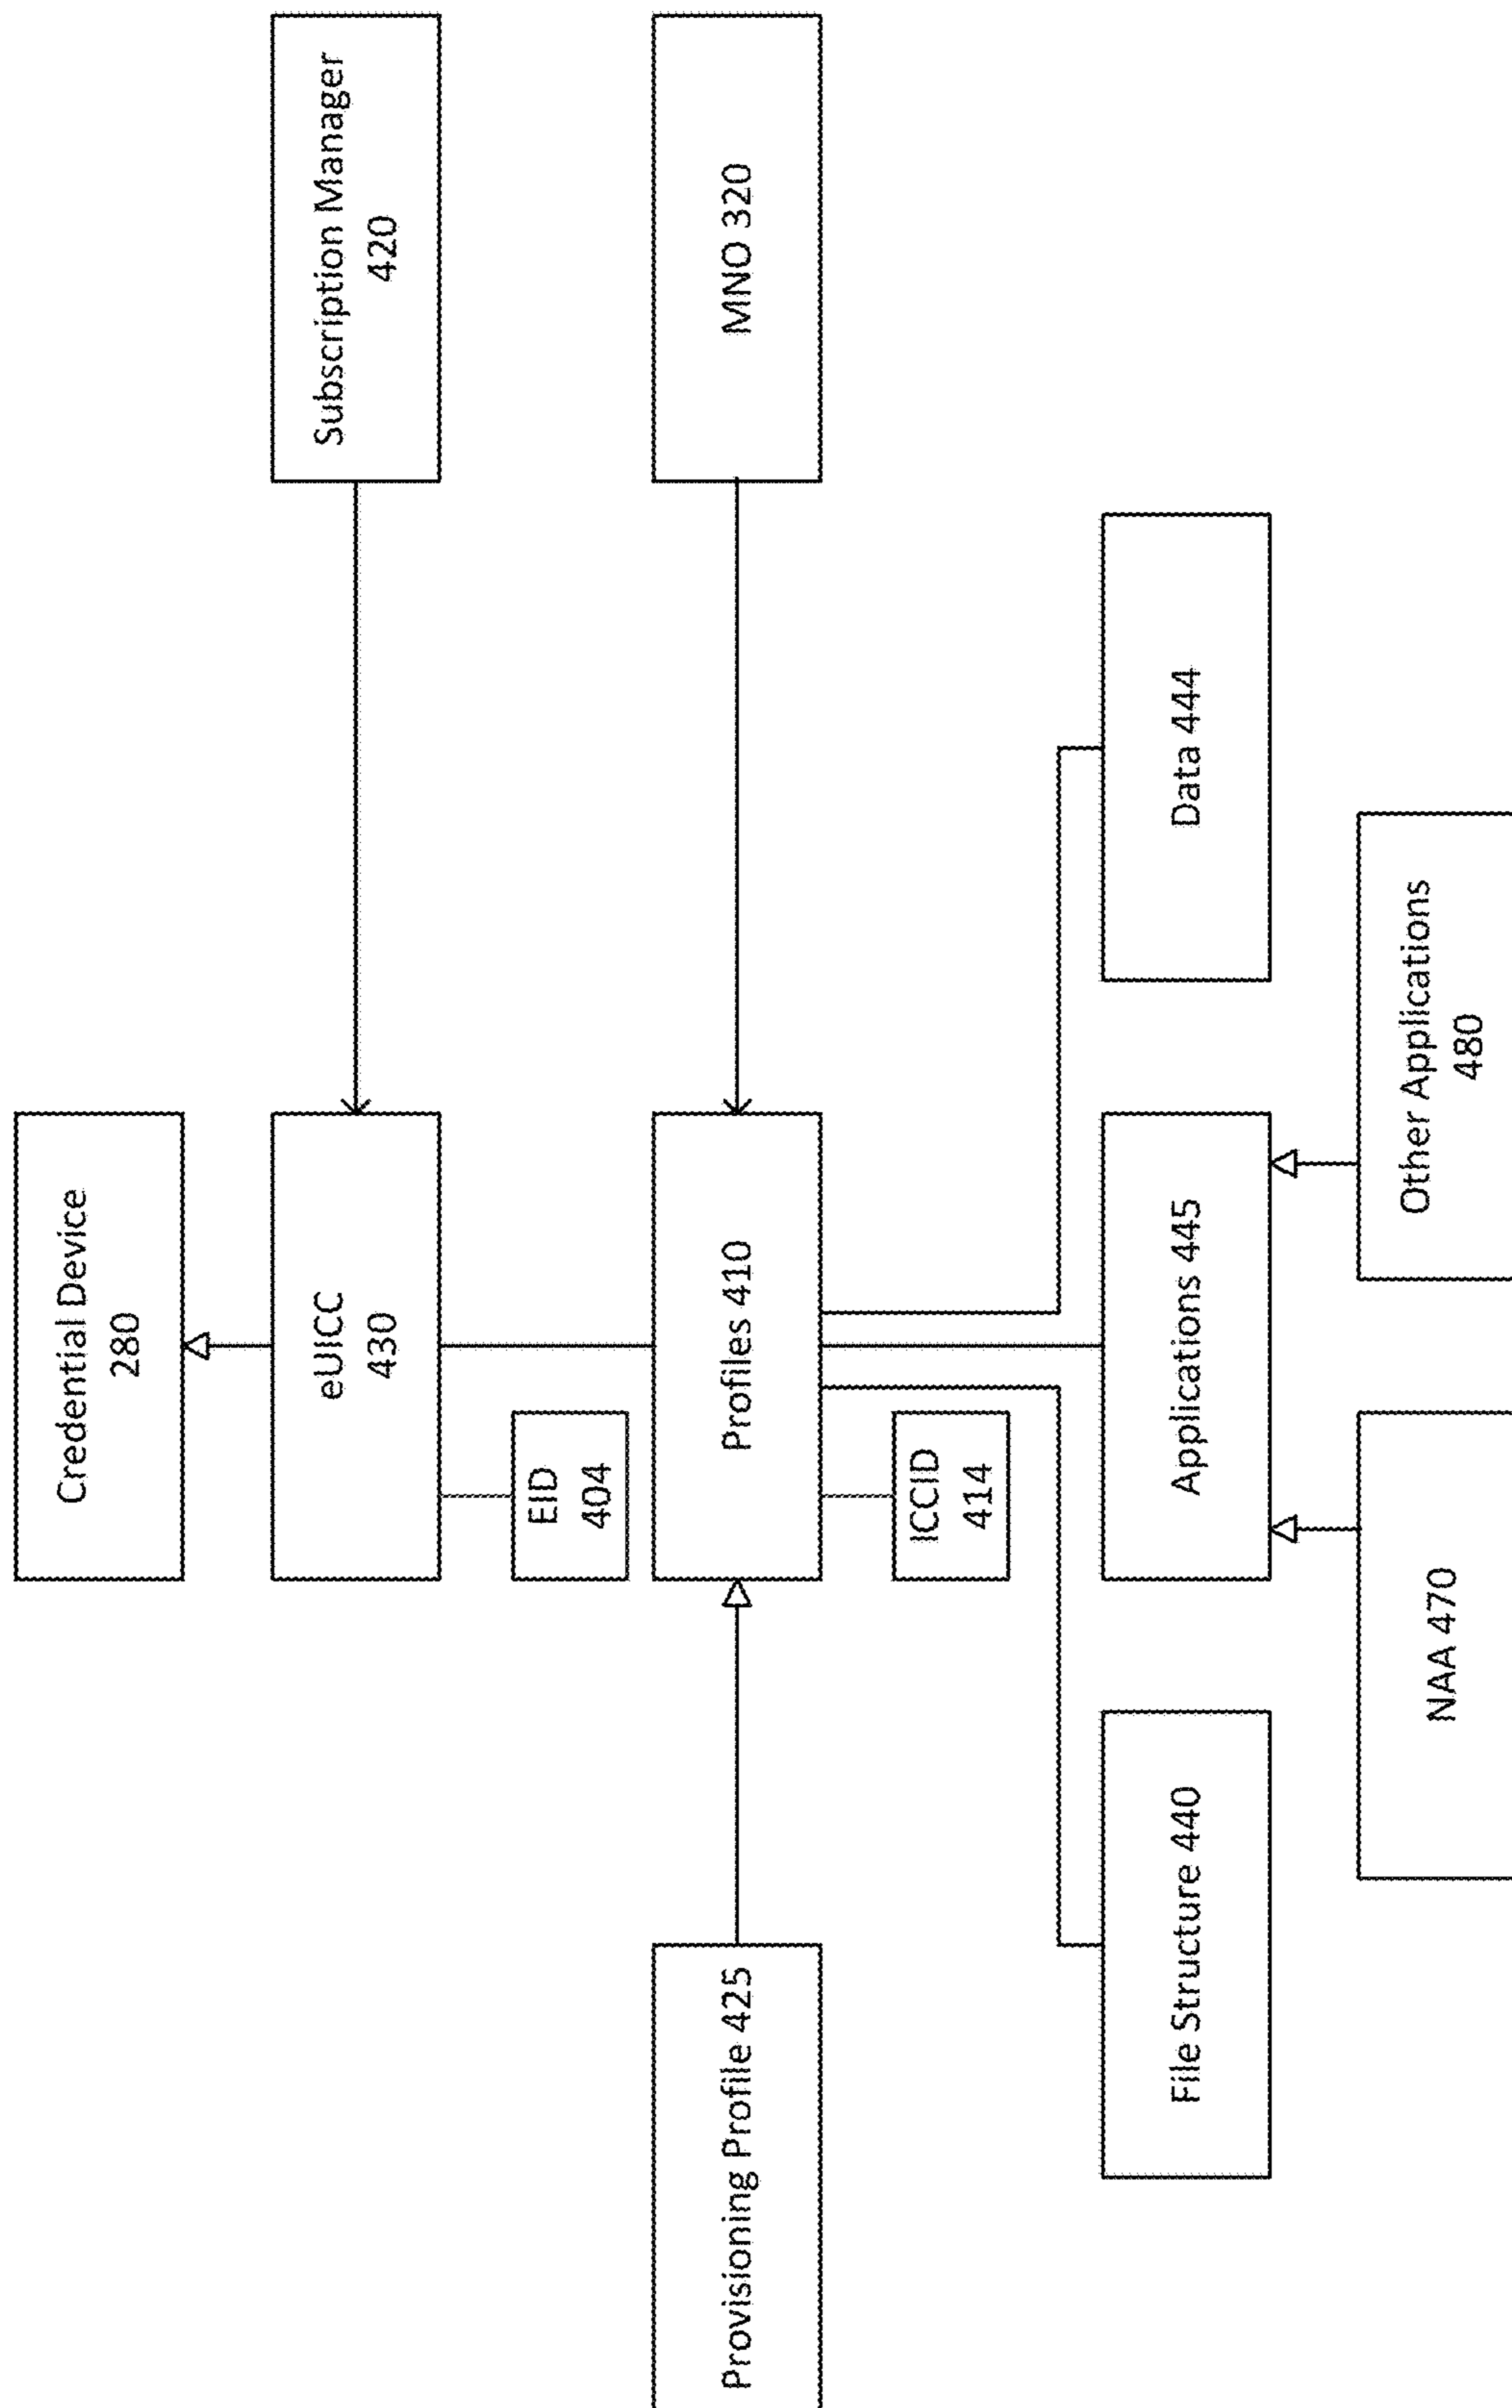 Credential Device
280
Subscription Manager
420
eUICC
430
EID
404
MNO 320
Profiles 410
Provisioning Profile 425
ICCID
414
Data 444
Applications 445
File Structure 440
Other Applications
480
NAA 470